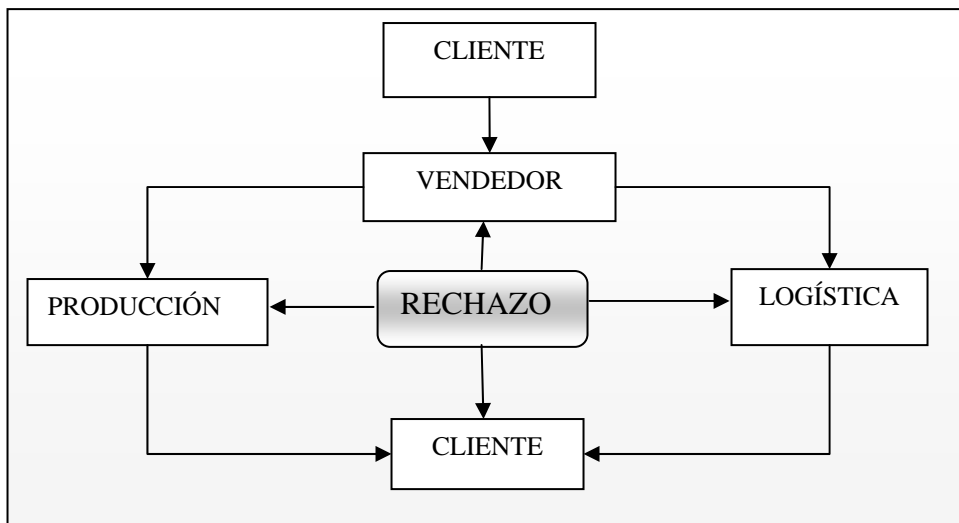 CLIENTE
VENDEDOR
PRODUCCIÓN
RECHAZO
LOGÍSTICA
CLIENTE